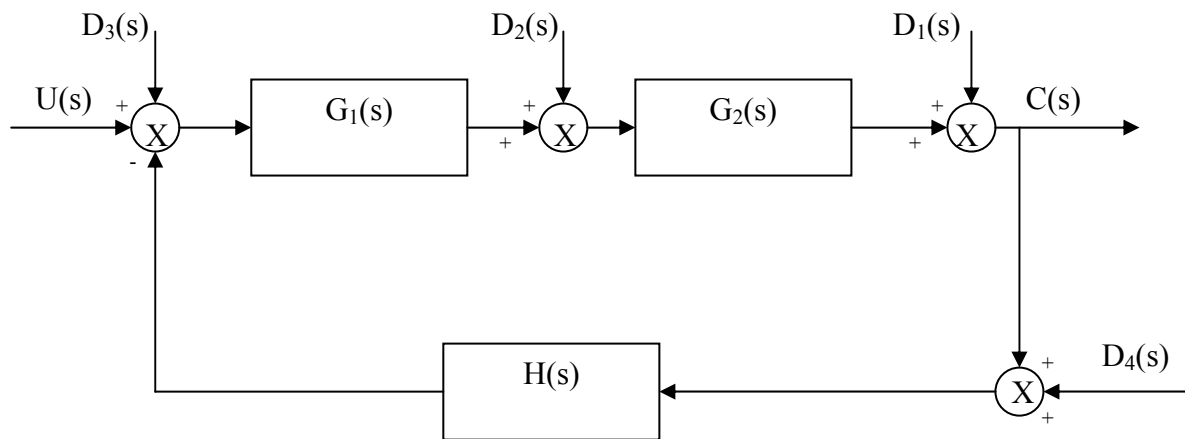 D₃(s)
D₂(s)
D₁(s)
U(s)
+
X
-
G₁(s)
+
+
X
G₂(s)
+
+
X
C(s)
H(s)
+
X
+
D₄(s)